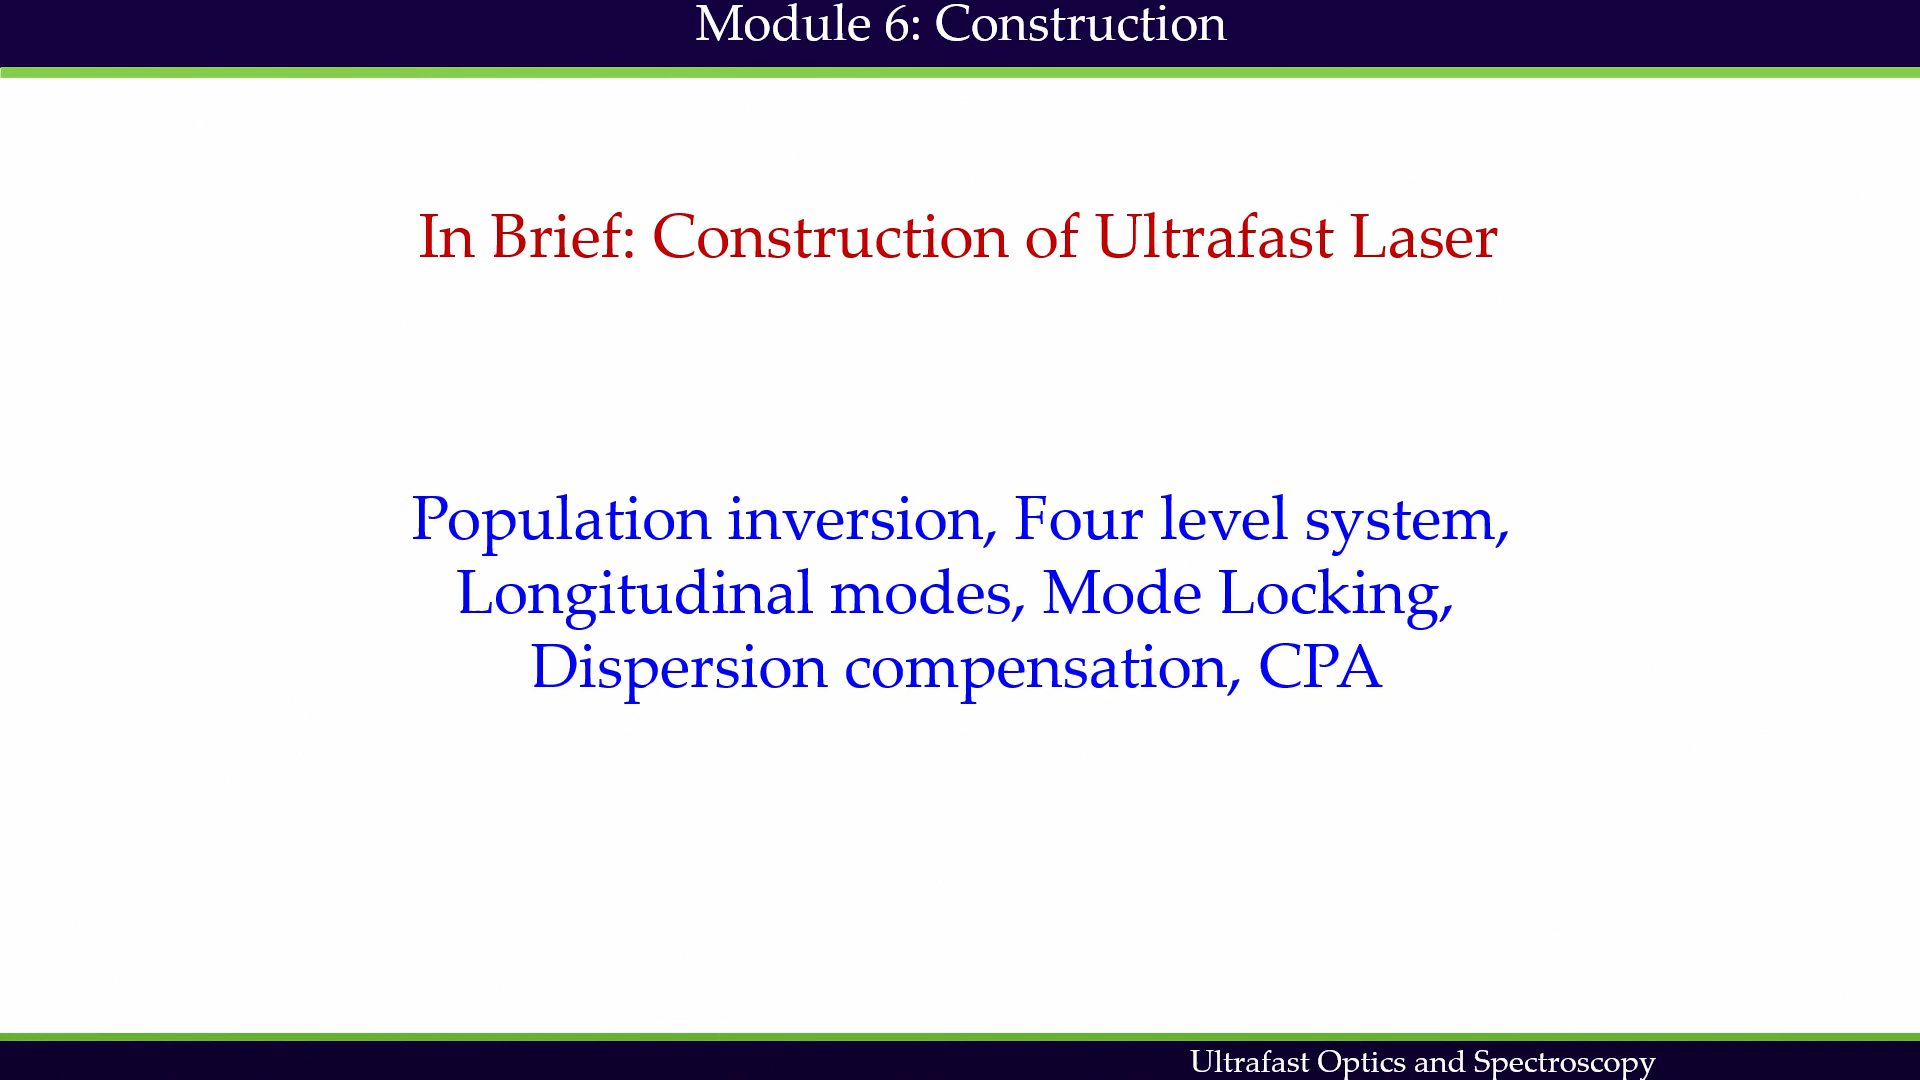 Module 6: Construction
In Brief: Construction of Ultrafast Laser
Population inversion, Four level system,
Longitudinal modes, Mode Locking,
Dispersion compensation, CPA
Ultrafast Optics and Spectroscopy